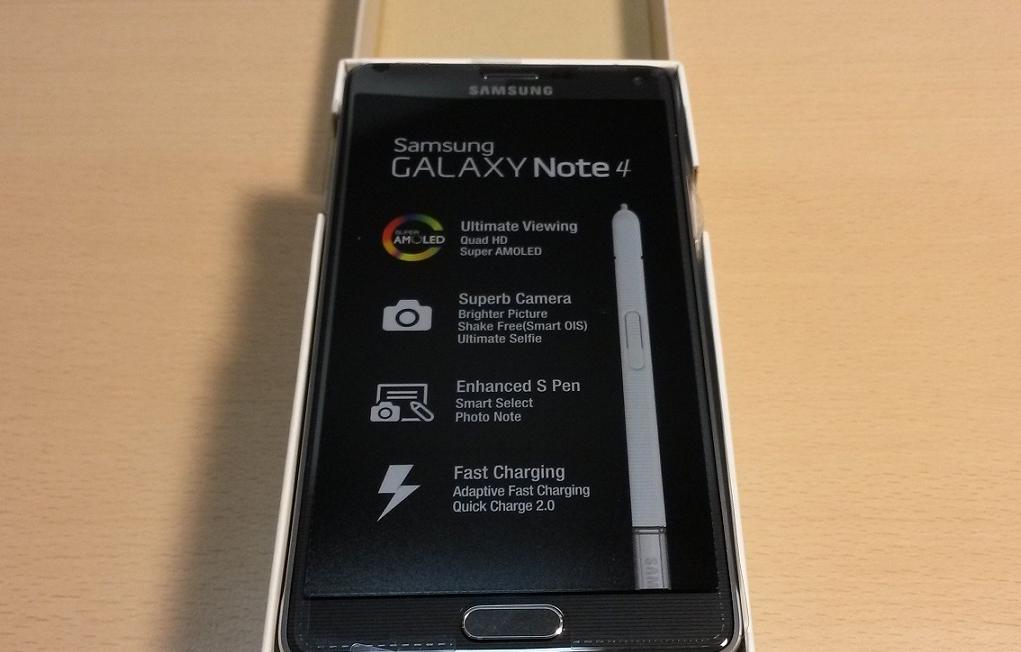 SAMSUNG
Samsung
GALAXY Note 4
SUPER
AMOLED
Ultimate Viewing
Quad HD
Super AMOLED
Superb Camera
Brighter Picture
Shake Free(Smart OIS)
Ultimate Selfie
Enhanced S Pen
Smart Select
Photo Note
Fast Charging
Adaptive Fast Charging
Quick Charge 2.0
SAM